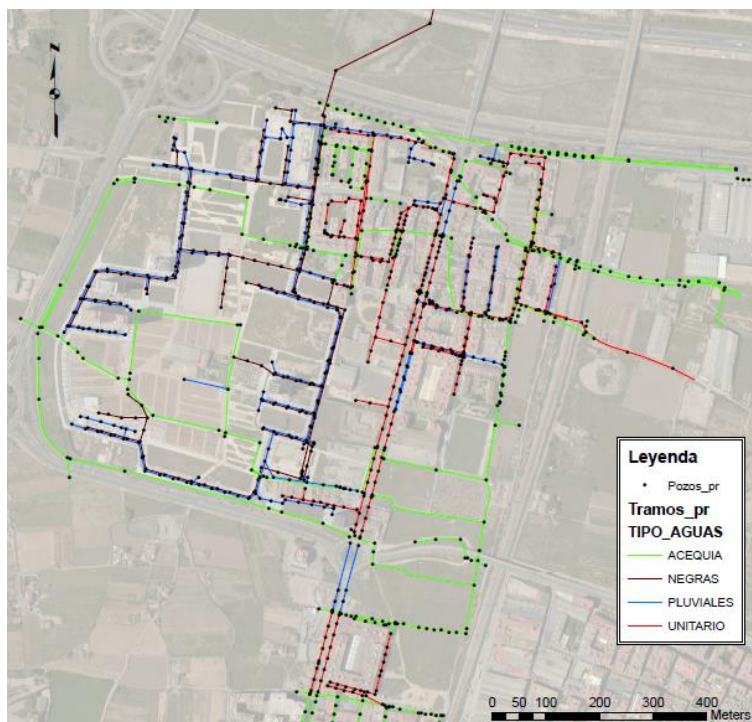 N
Leyenda
Pozos_pr
Tramos_pr
TIPO_AGUAS
ACEQUIA
NEGRAS
PLUVIALES
UNITARIO
0 50 100 200 300 400
Meters